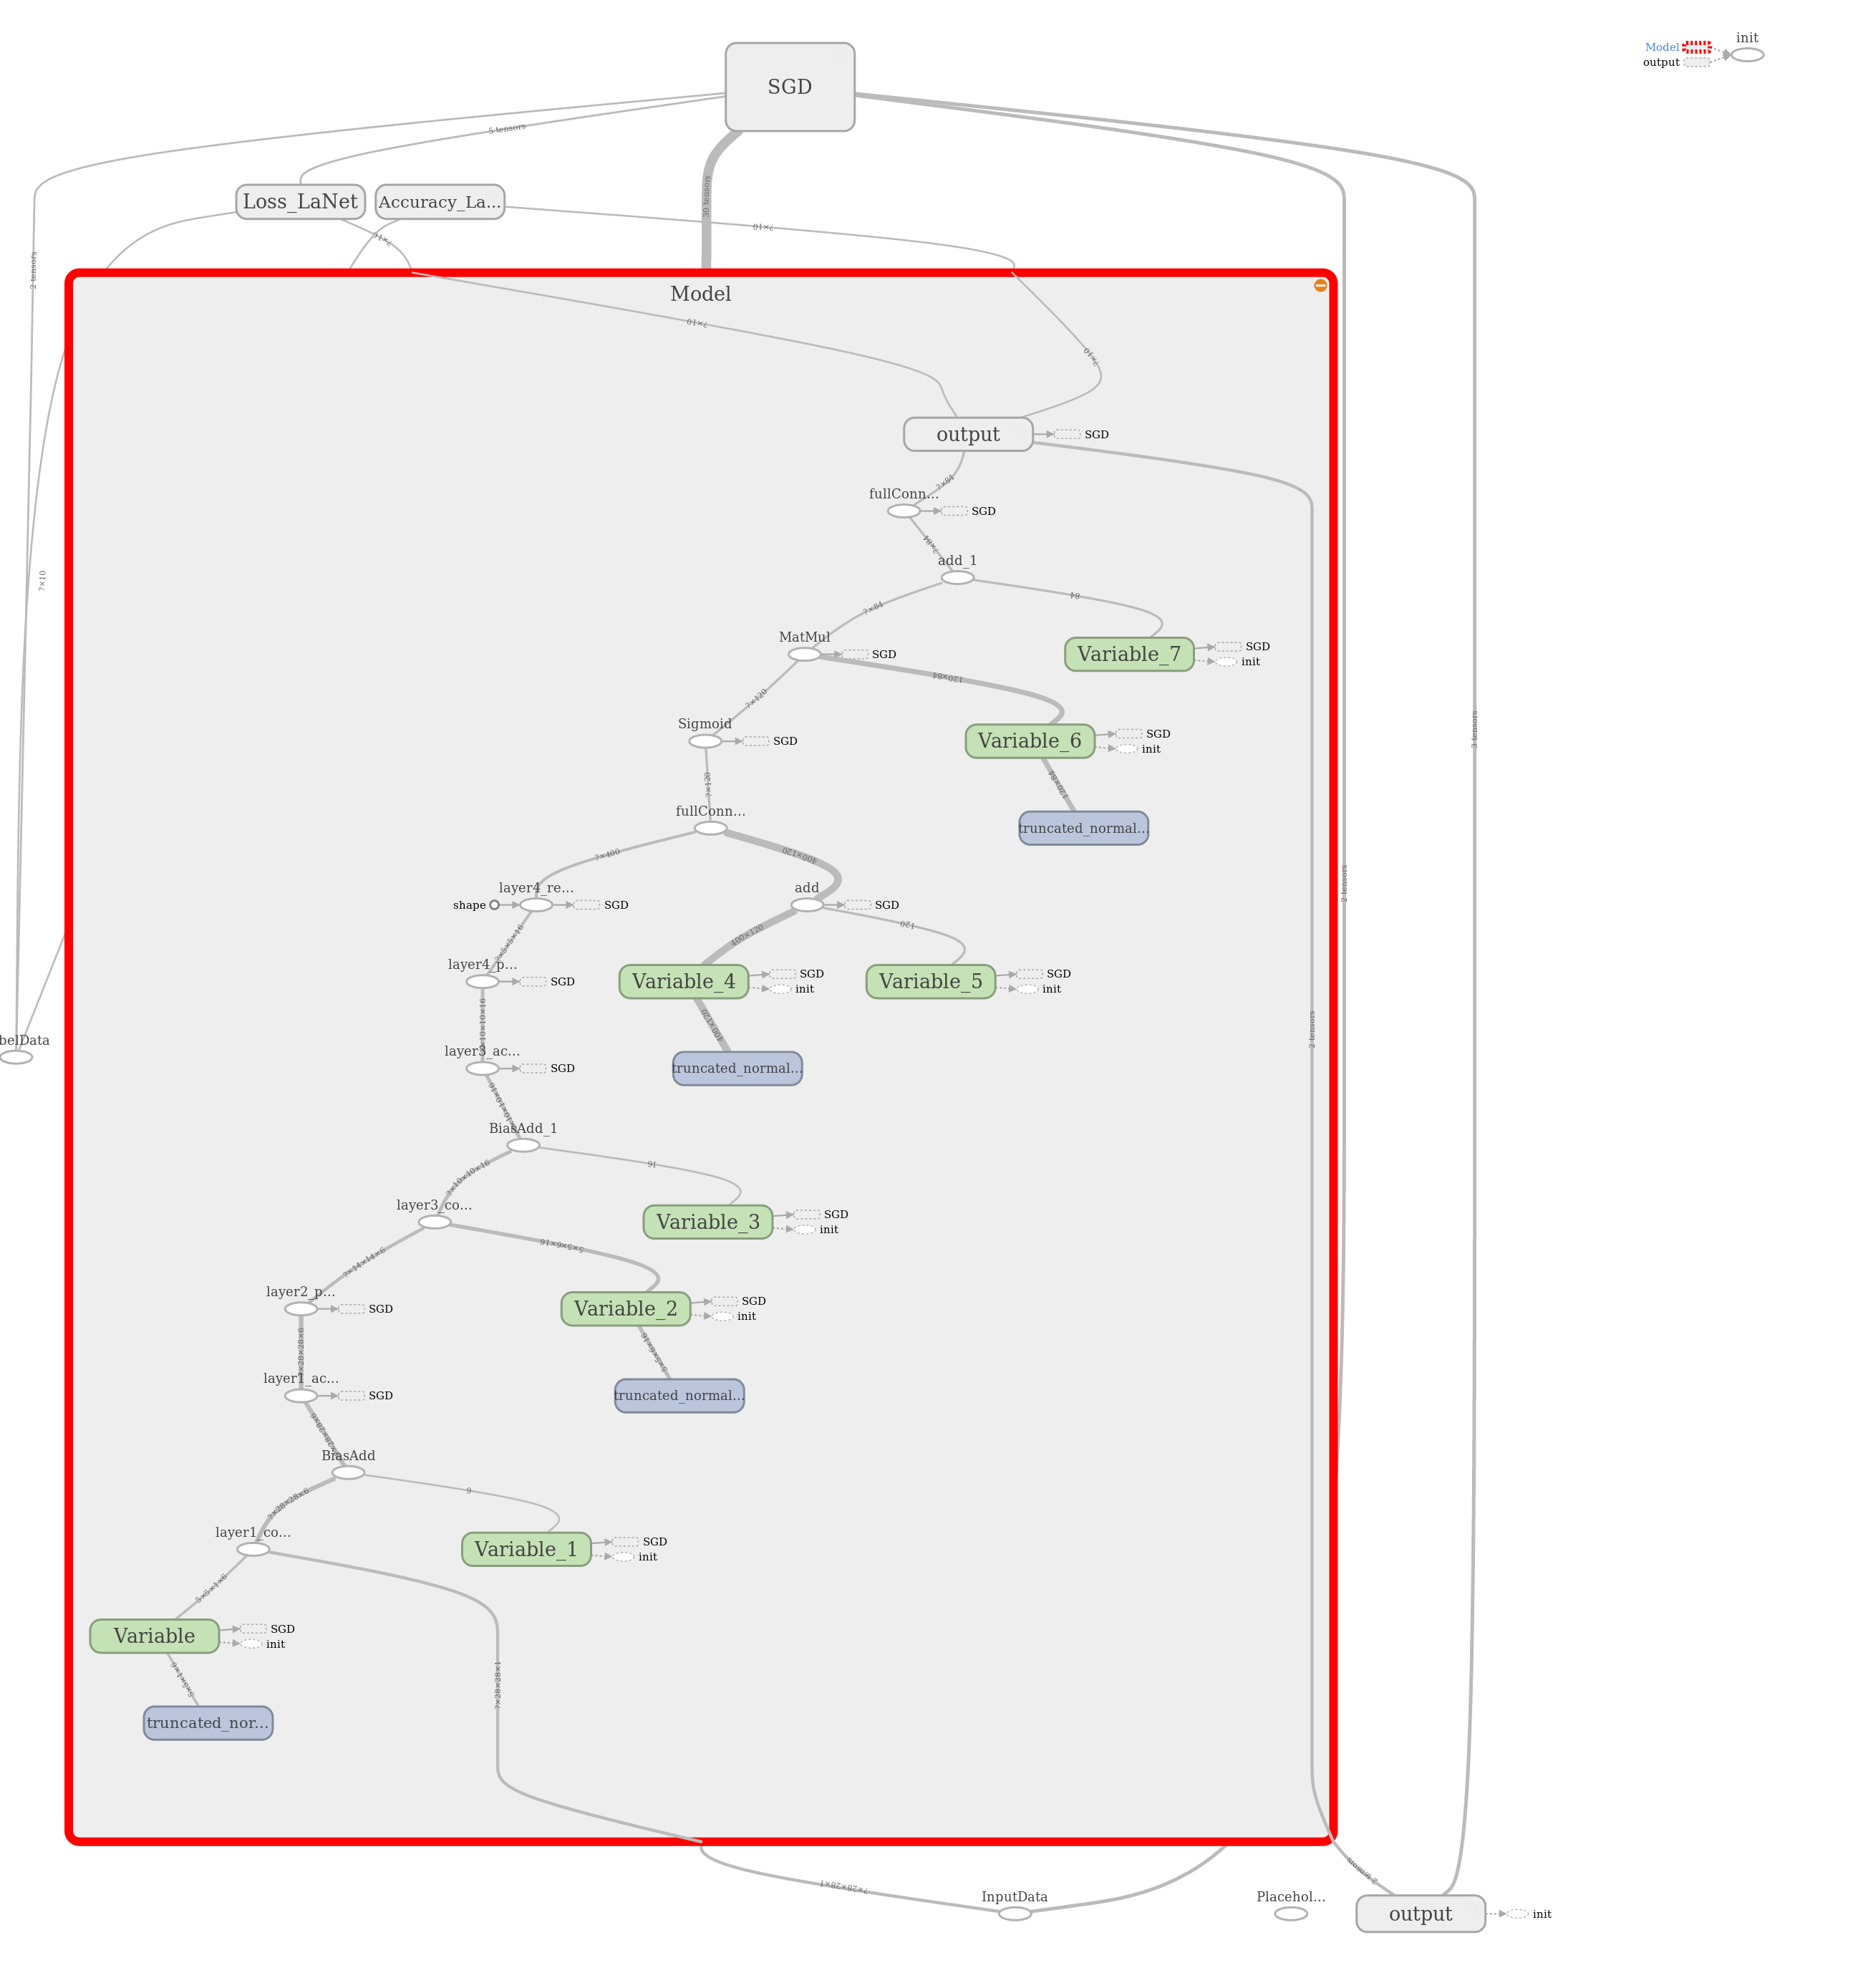 SGD
init
Model
output
5 tensors
Loss_LaNet
Accuracy_La...
30 tensors
?×10
?×10
2 tensors
Model
?×10
?×10
output
SGD
?×84
fullConn...
SGD
?×84
add_1
?×10
?×84
84
MatMul
SGD
Variable_7
SGD
init
120×84
?×120
Sigmoid
SGD
Variable_6
SGD
init
3 tensors
?×120
120×84
fullConn...
truncated_normal...
?×400
400×120
2 tensors
layer4_re...
shape
SGD
add
SGD
?×5×5×16
400×120
120
layer4_p...
SGD
Variable_4
SGD
init
Variable_5
SGD
init
?×10×10×16
400×120
2 tensors
belData
layer3_ac...
SGD
truncated_normal...
?×10×10×16
BiasAdd_1
?×10×10×16
16
layer3_co...
Variable_3
SGD
init
?×14×14×6
5×5×6×16
layer2_p...
SGD
Variable_2
SGD
init
?×28×28×6
5×5×6×16
layer1_ac...
SGD
truncated_normal...
?×28×28×6
BiasAdd
?×28×28×6
6
layer1_co...
Variable_1
SGD
init
5×5×1×6
Variable
SGD
init
5×5×1×6
?×28×28×1
truncated_nor...
2 tensors
?×28×28×1
InputData
Placehol...
output
init